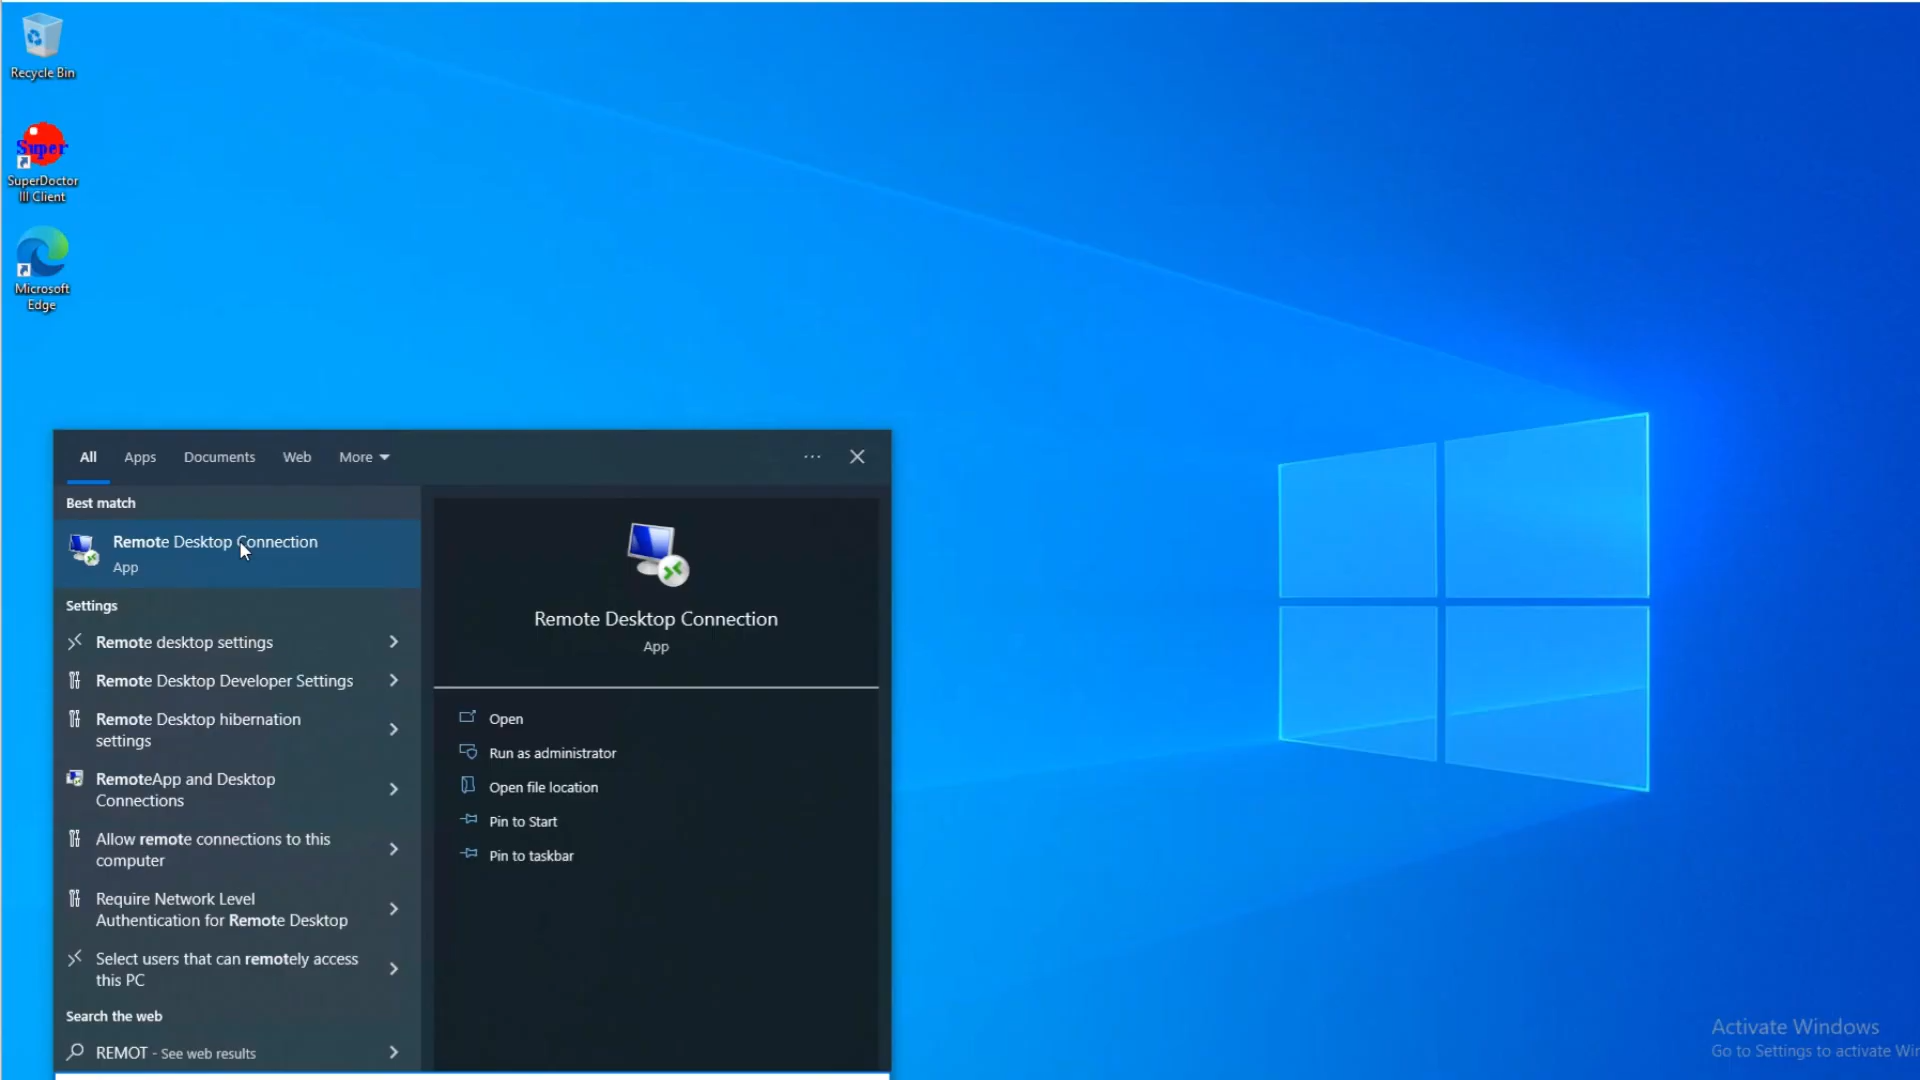 Recycle Bin
Super
SuperDoctor
III Client
Microsoft
Edge
All
Apps
Documents
Web
More
Best match
Remote Desktop Connection
App
Settings
Remote desktop settings
Remote Desktop Developer Settings
Remote Desktop hibernation
settings
RemoteApp and Desktop
Connections
Allow remote connections to this
computer
Require Network Level
Authentication for Remote Desktop
Select users that can remotely access
this PC
Search the web
REMOT - See web results
Remote Desktop Connection
App
Open
Run as administrator
Open file location
Pin to Start
Pin to taskbar
Activate Windows
Go to Settings to activate Win